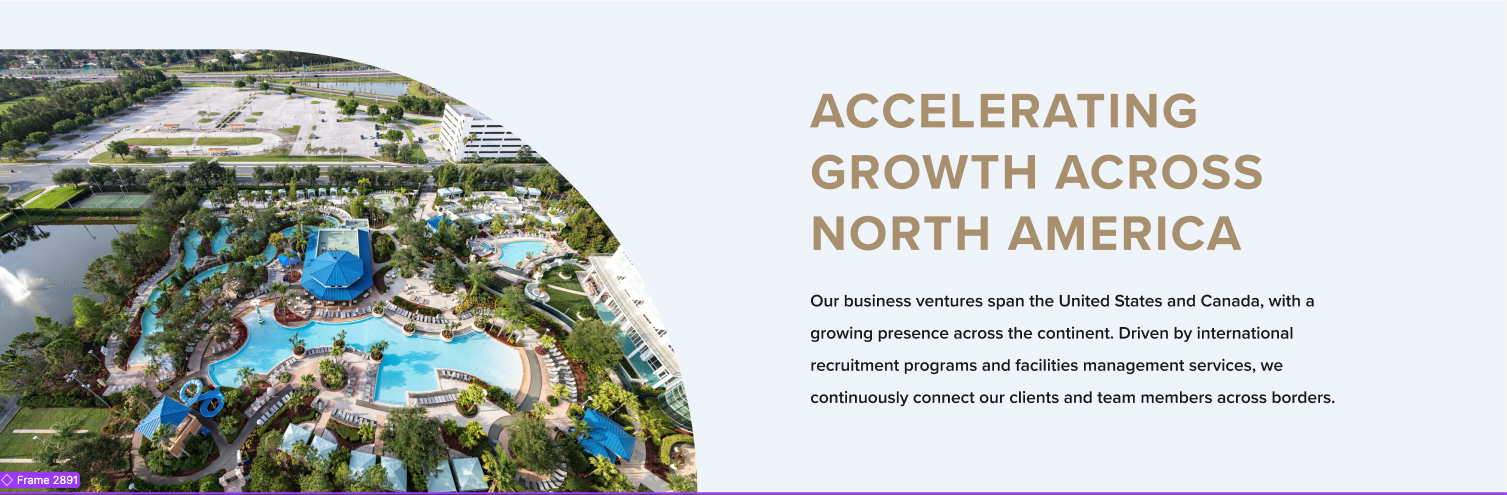 ACCELERATING
GROWTH ACROSS
NORTH AMERICA
Our business ventures span the United States and Canada, with a
growing presence across the continent. Driven by international
recruitment programs and facilities management services, we
continuously connect our clients and team members across borders.
Frame 2891